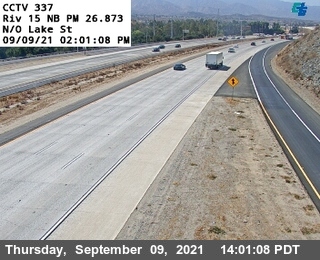 CCTV 337
Riv 15 NB PM 26.873
N/O Lake St
09/09/21 02:01:08 PM
Thursday, September 09, 2021 14:01:08 PDT